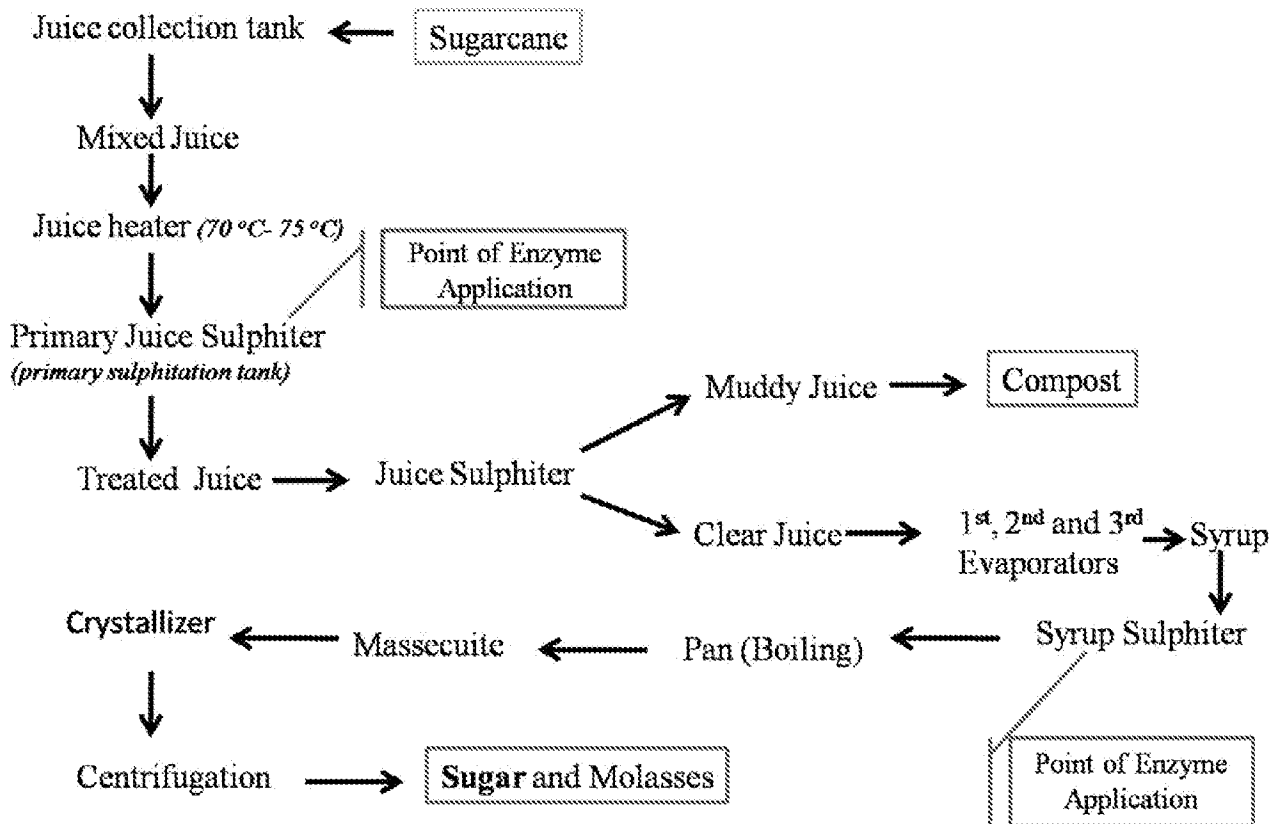 Juice collection tank
Sugarcane
Mixed Juice
Juice heater (70 °C- 75 °C)
Point of Enzyme
Application
Primary Juice Sulphiter
(primary sulphitation tank)
Muddy Juice
Compost
Treated Juice
Juice Sulphiter
Clear Juice
1st, 2nd and 3rd
Evaporators
Syrup
Crystallizer
Massecuite
Pan (Boiling)
Syrup Sulphiter
Centrifugation
Sugar and Molasses
Point of Enzyme
Application